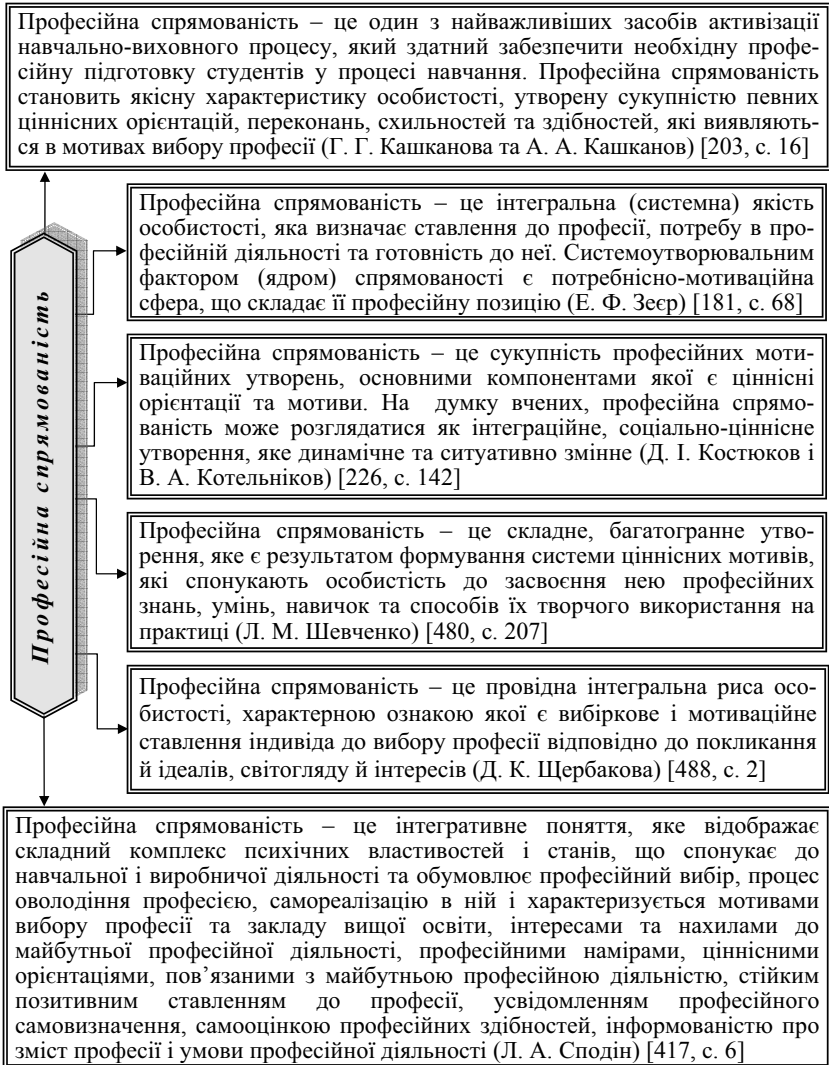 Професійна спрямованість – це один з найважливіших засобів активізації
навчально-виховного процесу, який здатний забезпечити необхідну профе-
сійну підготовку студентів у процесі навчання. Професійна спрямованість
становить якісну характеристику особистості, утворену сукупністю певних
ціннісних орієнтацій, переконань, схильностей та здібностей, які виявляють-
ся в мотивах вибору професії (Г. Г. Кашканова та А. А. Кашканов) [203, с. 16]
Професійна спрямованість
Професійна спрямованість – це інтегральна (системна) якість
особистості, яка визначає ставлення до професії, потребу в про-
фесійній діяльності та готовність до неї. Системоутворювальним
фактором (ядром) спрямованості є потребнісно-мотиваційна
сфера, що складає її професійну позицію (Е. Ф. Зеєр) [181, с. 68]
Професійна спрямованість – це сукупність професійних моти-
ваційних утворень, основними компонентами якої є ціннісні
орієнтації та мотиви. На думку вчених, професійна спрямо-
ваність може розглядатися як інтеграційне, соціально-ціннісне
утворення, яке динамічне та ситуативно змінне (Д. І. Костюков і
В. А. Котельніков) [226, с. 142]
Професійна спрямованість – це складне, багатогранне утво-
рення, яке є результатом формування системи ціннісних мотивів,
які спонукають особистість до засвоєння нею професійних
знань, умінь, навичок та способів їх творчого використання на
практиці (Л. М. Шевченко) [480, с. 207]
Професійна спрямованість – це провідна інтегральна риса осо-
бистості, характерною ознакою якої є вибіркове і мотиваційне
ставлення індивіда до вибору професії відповідно до покликання
й ідеалів, світогляду й інтересів (Д. К. Щербакова) [488, с. 2]
Професійна спрямованість – це інтегративне поняття, яке відображає
складний комплекс психічних властивостей і станів, що спонукає до
навчальної і виробничої діяльності та обумовлює професійний вибір, процес
оволодіння професією, самореалізацію в ній і характеризується мотивами
вибору професії та закладу вищої освіти, інтересами та нахилами до
майбутньої професійної діяльності, професійними намірами, ціннісними
орієнтаціями, пов’язаними з майбутньою професійною діяльністю, стійким
позитивним ставленням до професії, усвідомленням професійного
самовизначення, самооцінкою професійних здібностей, інформованістю про
зміст професії і умови професійної діяльності (Л. А. Сподін) [417, с. 6]